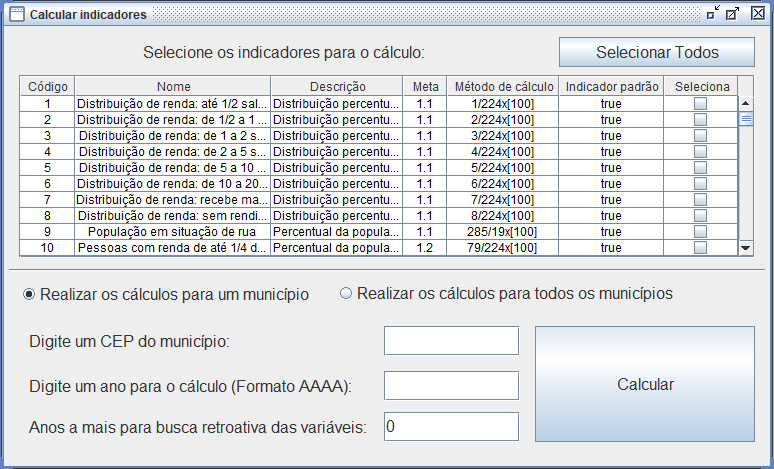 Calcular indicadores
Selecione os indicadores para o cálculo: Selecionar Todos
Código Nome Descrição Meta Método de cálculo Indicador padrão Seleciona
1 Distribuição de renda: até 1/2 sal... Distribuição percentu... 1.1 1/224x[100] true
2 Distribuição de renda: de 1/2 a 1 ... Distribuição percentu... 1.1 2/224x[100] true
3 Distribuição de renda: de 1 a 2 s... Distribuição percentu... 1.1 3/224x[100] true
4 Distribuição de renda: de 2 a 5 s... Distribuição percentu... 1.1 4/224x[100] true
5 Distribuição de renda: de 5 a 10 ... Distribuição percentu... 1.1 5/224x[100] true
6 Distribuição de renda: de 10 a 20... Distribuição percentu... 1.1 6/224x[100] true
7 Distribuição de renda: recebe ma... Distribuição percentu... 1.1 7/224x[100] true
8 Distribuição de renda: sem rendi... Distribuição percentu... 1.1 8/224x[100] true
9 População em situação de rua Percentual da popula... 1.1 285/19x[100] true
10 Pessoas com renda de até 1/4 d... Percentual da popula... 1.2 79/224x[100] true
Realizar os cálculos para um município Realizar os cálculos para todos os municípios
Digite um CEP do município:
Digite um ano para o cálculo (Formato AAAA): Calcular
Anos a mais para busca retroativa das variáveis: 0